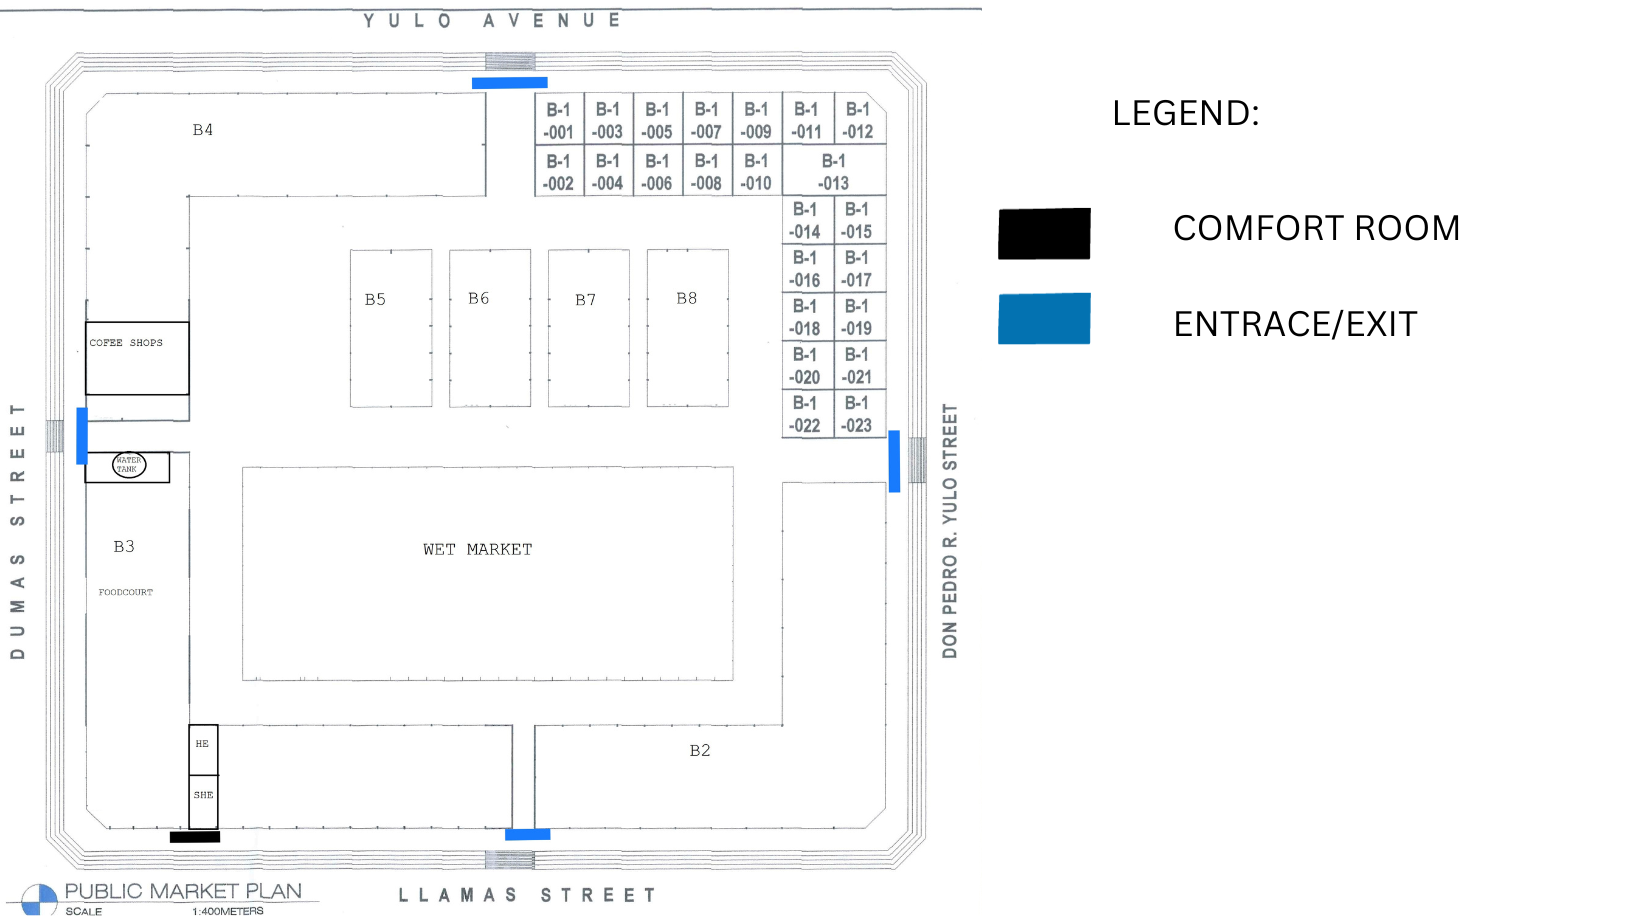 YULO AVENUE
LEGEND:
B4
B-1 -001
B-1 -003
B-1 -005
B-1 -007
B-1 -009
B-1 -011
B-1 -012
B-1 -002
B-1 -004
B-1 -006
B-1 -008
B-1 -010
B-1 -013
B-1 -014
B-1 -015
B-1 -016
B-1 -017
B-1 -018
B-1 -019
B-1 -020
B-1 -021
B-1 -022
B-1 -023
COMFORT ROOM
ENTRACE/EXIT
B5
B6
B7
B8
COFEE SHOPS
WATER
TANK
DUMAS STREET
DON PEDRO R. YULO STREET
B3
FOODCOURT
WET MARKET
HE
SHE
B2
PUBLIC MARKET PLAN
SCALE 1:400METERS
LLAMAS STREET